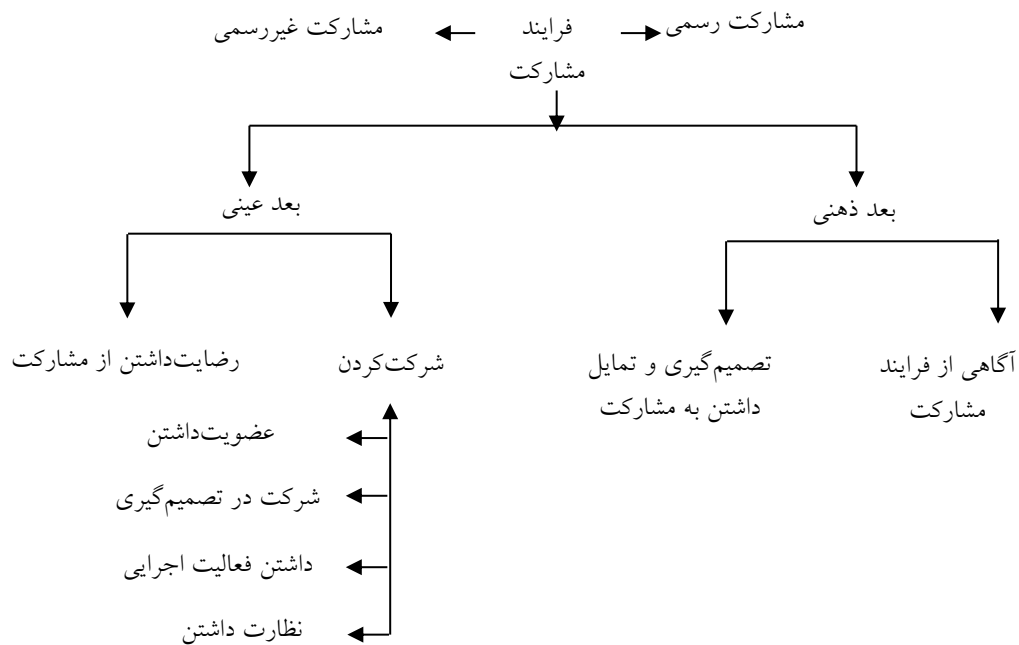 مشارکت رسمی
فرایند
مشارکت
مشارکت غیررسمی
بعد ذهنی
بعد عینی
آگاهی از فرایند
مشارکت
تصمیم‌گیری و تمایل
داشتن به مشارکت
شرکت‌کردن
رضایت‌داشتن از مشارکت
عضویت‌داشتن
شرکت در تصمیم‌گیری
داشتن فعالیت اجرایی
نظارت داشتن